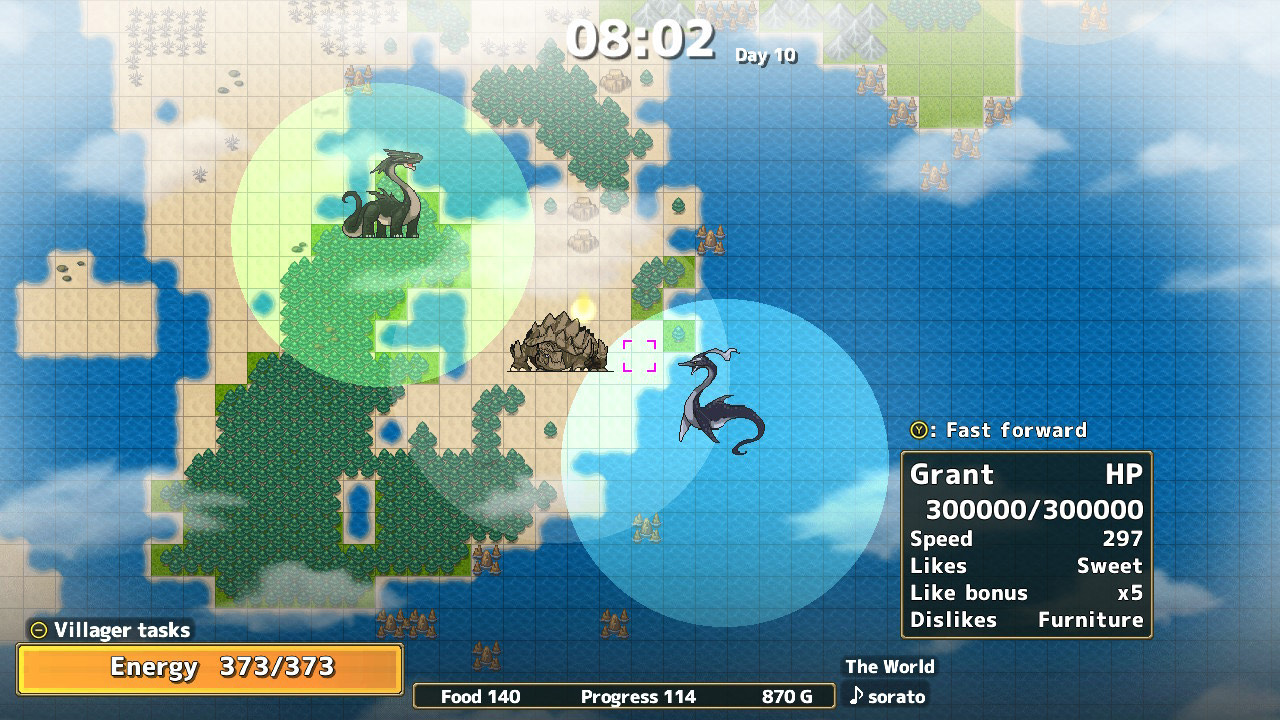 08:02 Day 10
Ⓨ: Fast forward
Grant HP
300000/300000
Speed 297
Likes Sweet
Like bonus x5
Dislikes Furniture
⊖ Villager tasks
Energy 373/373
Food 140 Progress 114 870 G
The World
♪ sorato